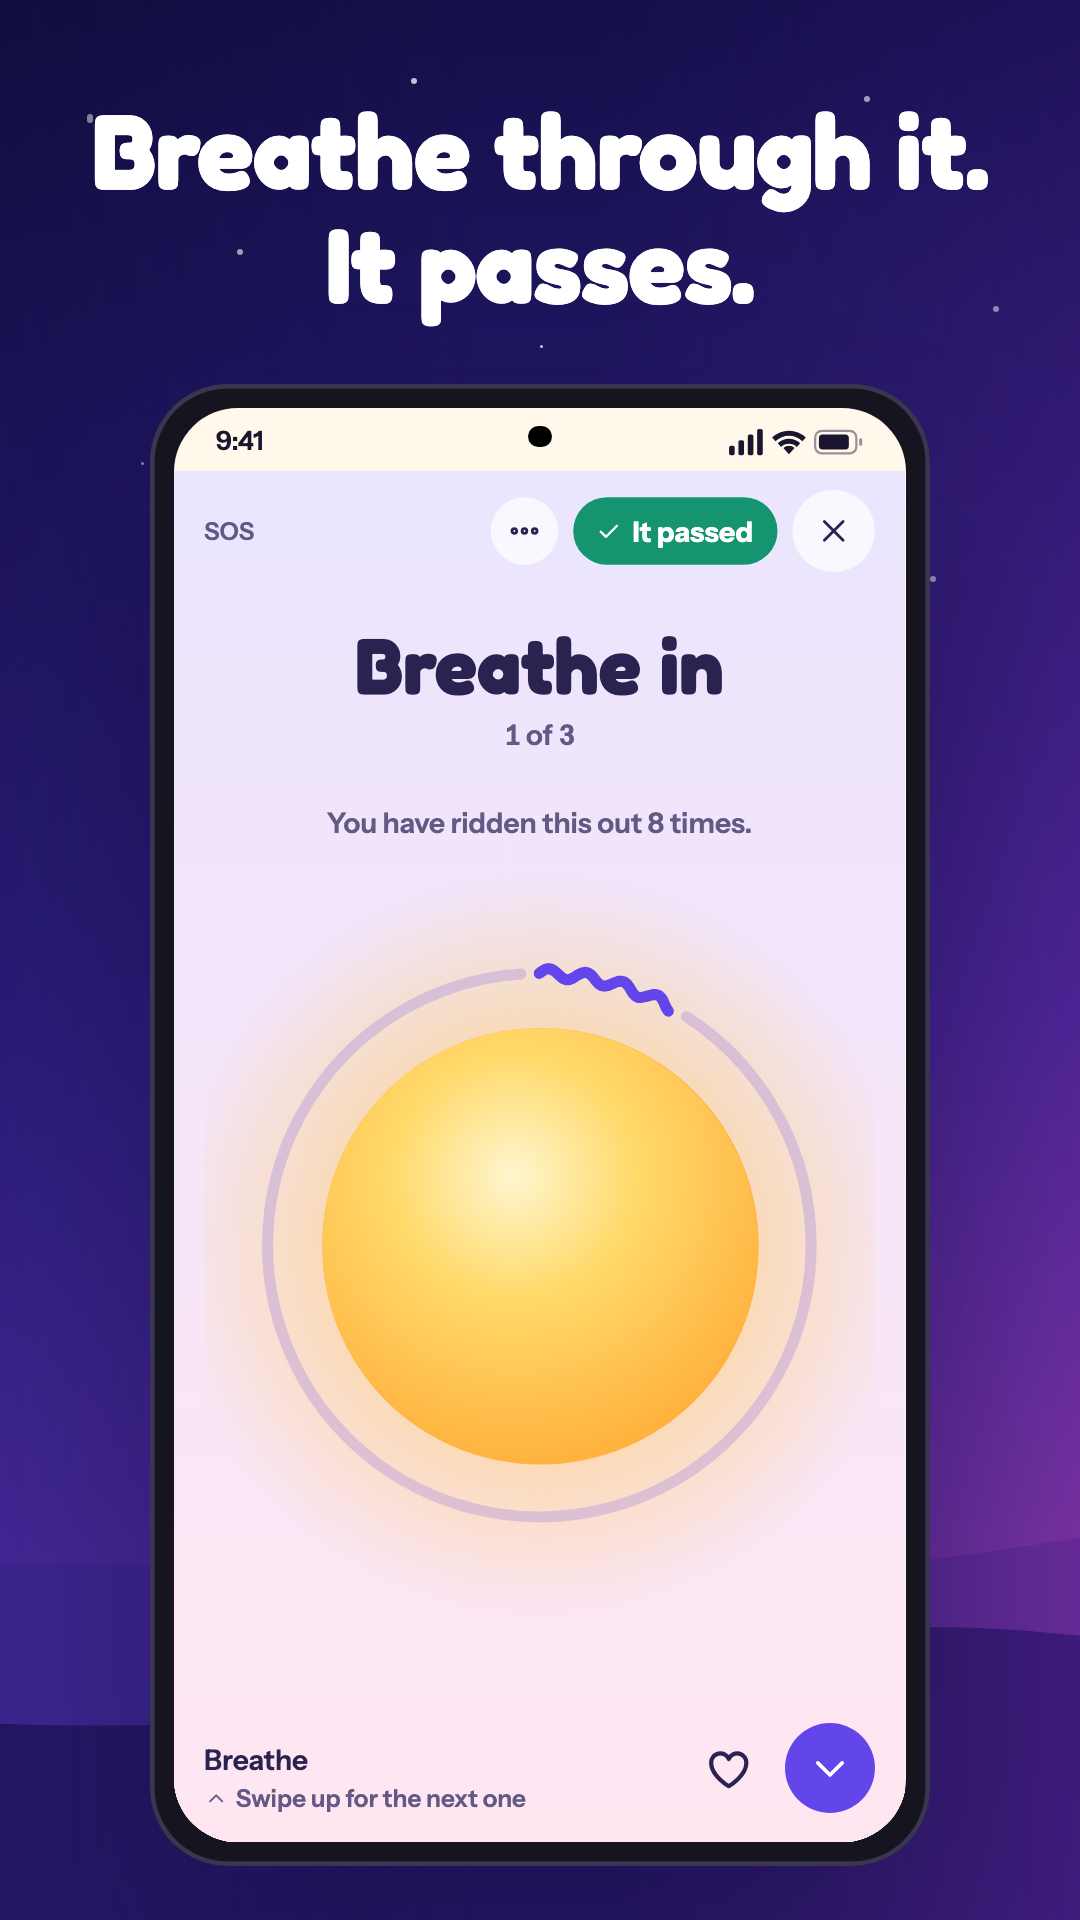 Breathe through it.
It passes.
9:41
SOS
It passed
Breathe in
1 of 3
You have ridden this out 8 times.
Breathe
Swipe up for the next one